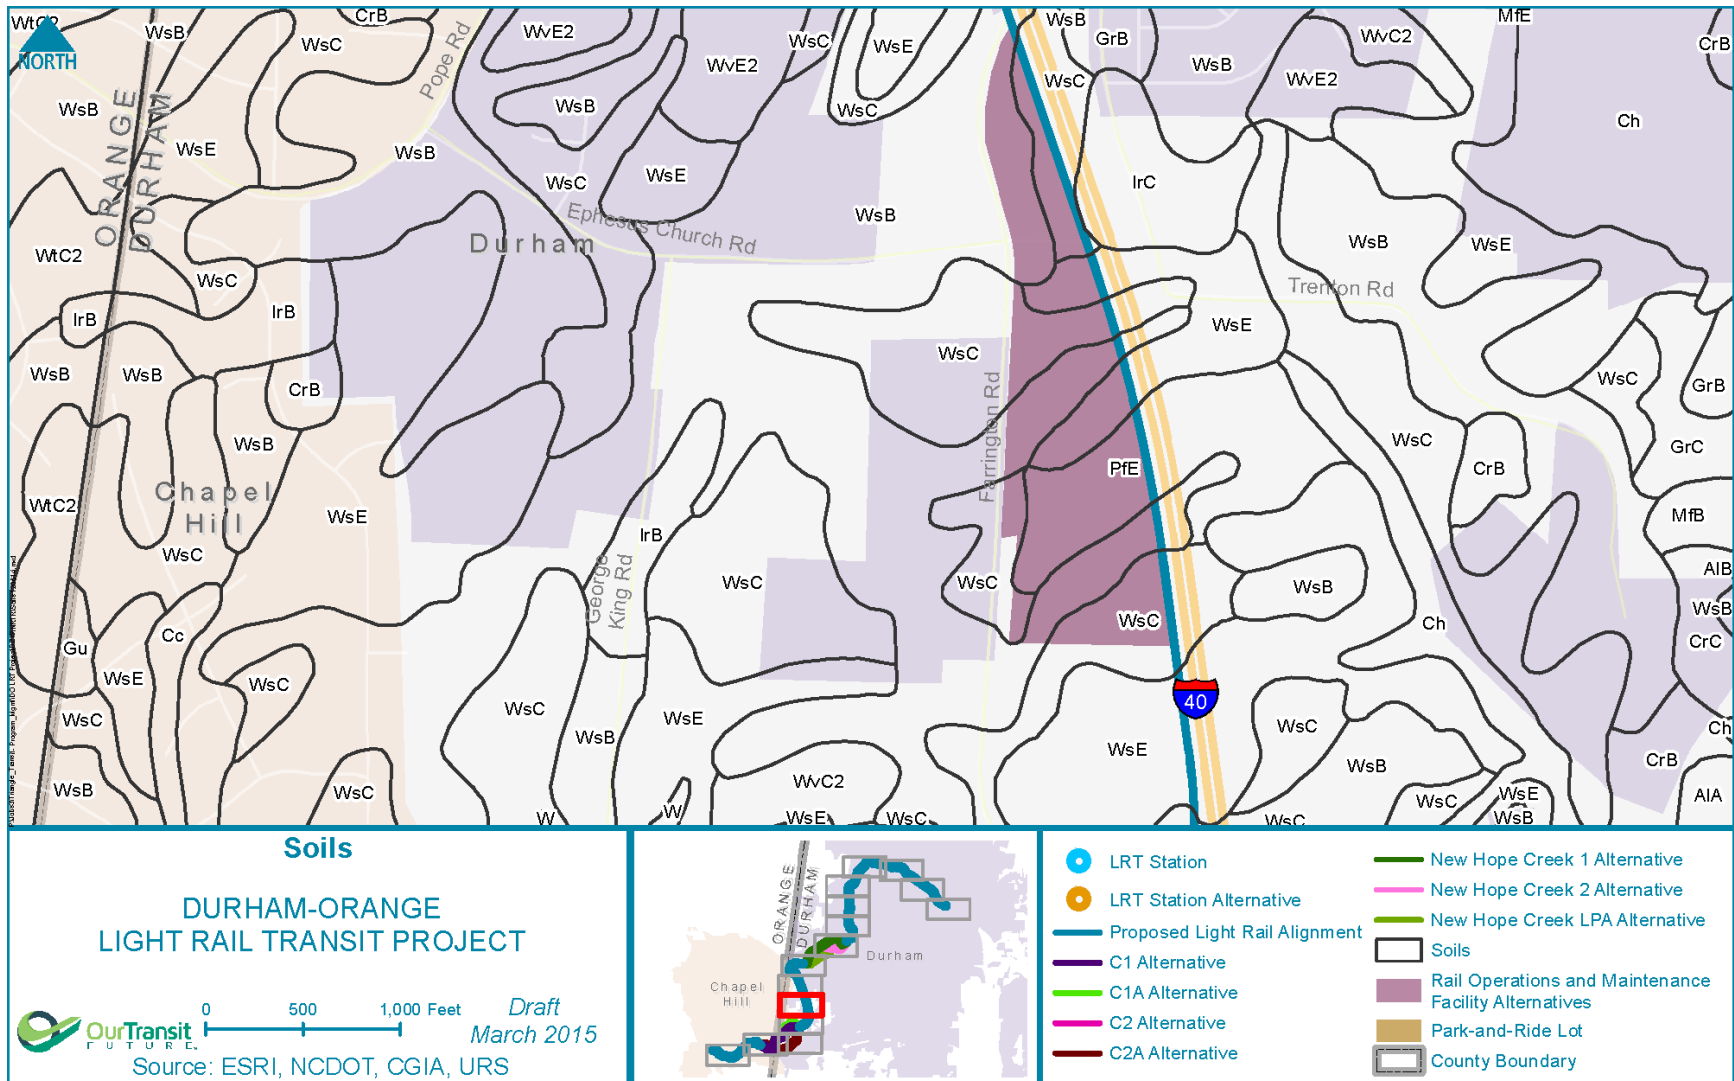 WtC2
WsB
CrB
WsC
WvE2
WsC
WsE
WsB
GrB
WvC2
MfE
CrB
NORTH
Pope Rd
WvE2
WsC
WsB
WvE2
WsB
ORANGE
DURHAM
WsB
WsC
Ch
WsE
WsB
WsC
WsE
IrC
WsB
Ephesus Church Rd
Durham
WsB
WsE
WtC2
WsC
Trenton Rd
IrB
IrB
WsE
WsB
WsB
CrB
WsC
WsC
GrB
Farrington Rd
WsB
WsC
GrC
Chapel
Hill
WtC2
WsE
PfE
CrB
MfB
IrB
WsC
George
King Rd
WsC
WsC
WsB
AlB
WsB
Gu
Cc
WsC
Ch
CrC
WsE
WsC
WsC
WsC
WsE
40
WsC
Ch
WsB
WsE
WsB
CrB
WsB
WsC
WvC2
WsC
WsE
AlA
W
W
WsE
WsC
WsC
WsB
Soils
DURHAM-ORANGE
LIGHT RAIL TRANSIT PROJECT
0 500 1,000 Feet
Draft
March 2015
OurTransit
FUTURE
Source: ESRI, NCDOT, CGIA, URS
ORANGE
DURHAM
Durham
Chapel
Hill
LRT Station
LRT Station Alternative
Proposed Light Rail Alignment
C1 Alternative
C1A Alternative
C2 Alternative
C2A Alternative
New Hope Creek 1 Alternative
New Hope Creek 2 Alternative
New Hope Creek LPA Alternative
Soils
Rail Operations and Maintenance
Facility Alternatives
Park-and-Ride Lot
County Boundary